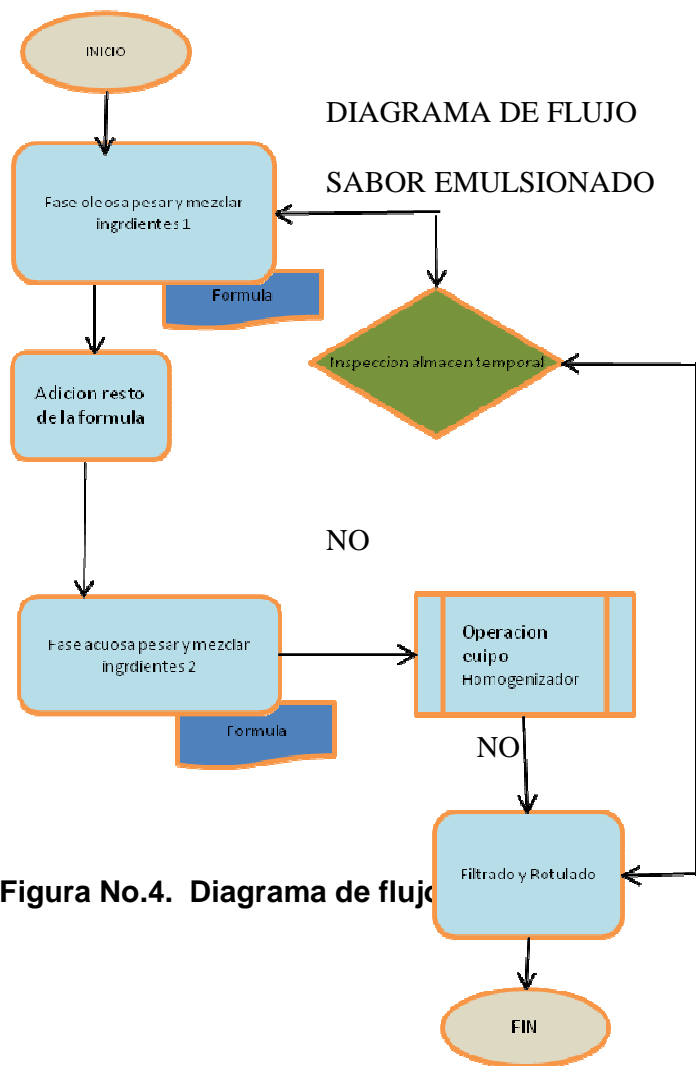 INICIO
DIAGRAMA DE FLUJO
SABOR EMULSIONADO
Fase oleosa pesar y mezclar
ingrdientes 1
Formula
Inspeccion almacen temporal
Adicion resto
de la formula
NO
Fase acuosa pesar y mezclar
ingrdientes 2
Formula
Operacion
euipo
Homogenizador
NO
Filtrado y Rotulado
Figura No.4. Diagrama de flujo
FIN